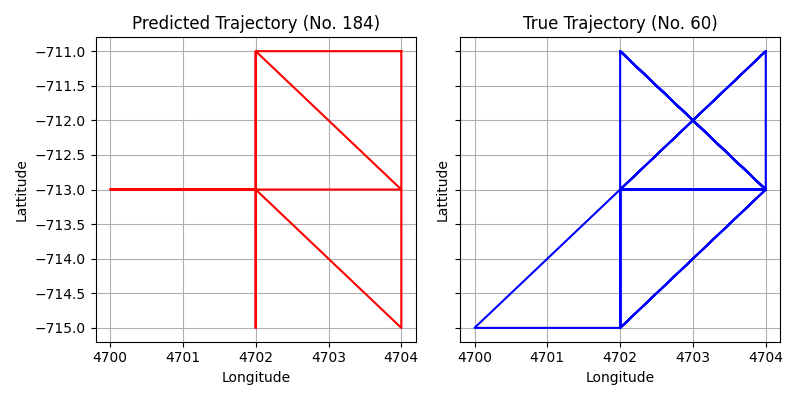 Predicted Trajectory (No. 184)
True Trajectory (No. 60)
Lattitude
−711.0
−711.5
−712.0
−712.5
−713.0
−713.5
−714.0
−714.5
−715.0
4700 4701 4702 4703 4704
Longitude
Lattitude
4700 4701 4702 4703 4704
Longitude